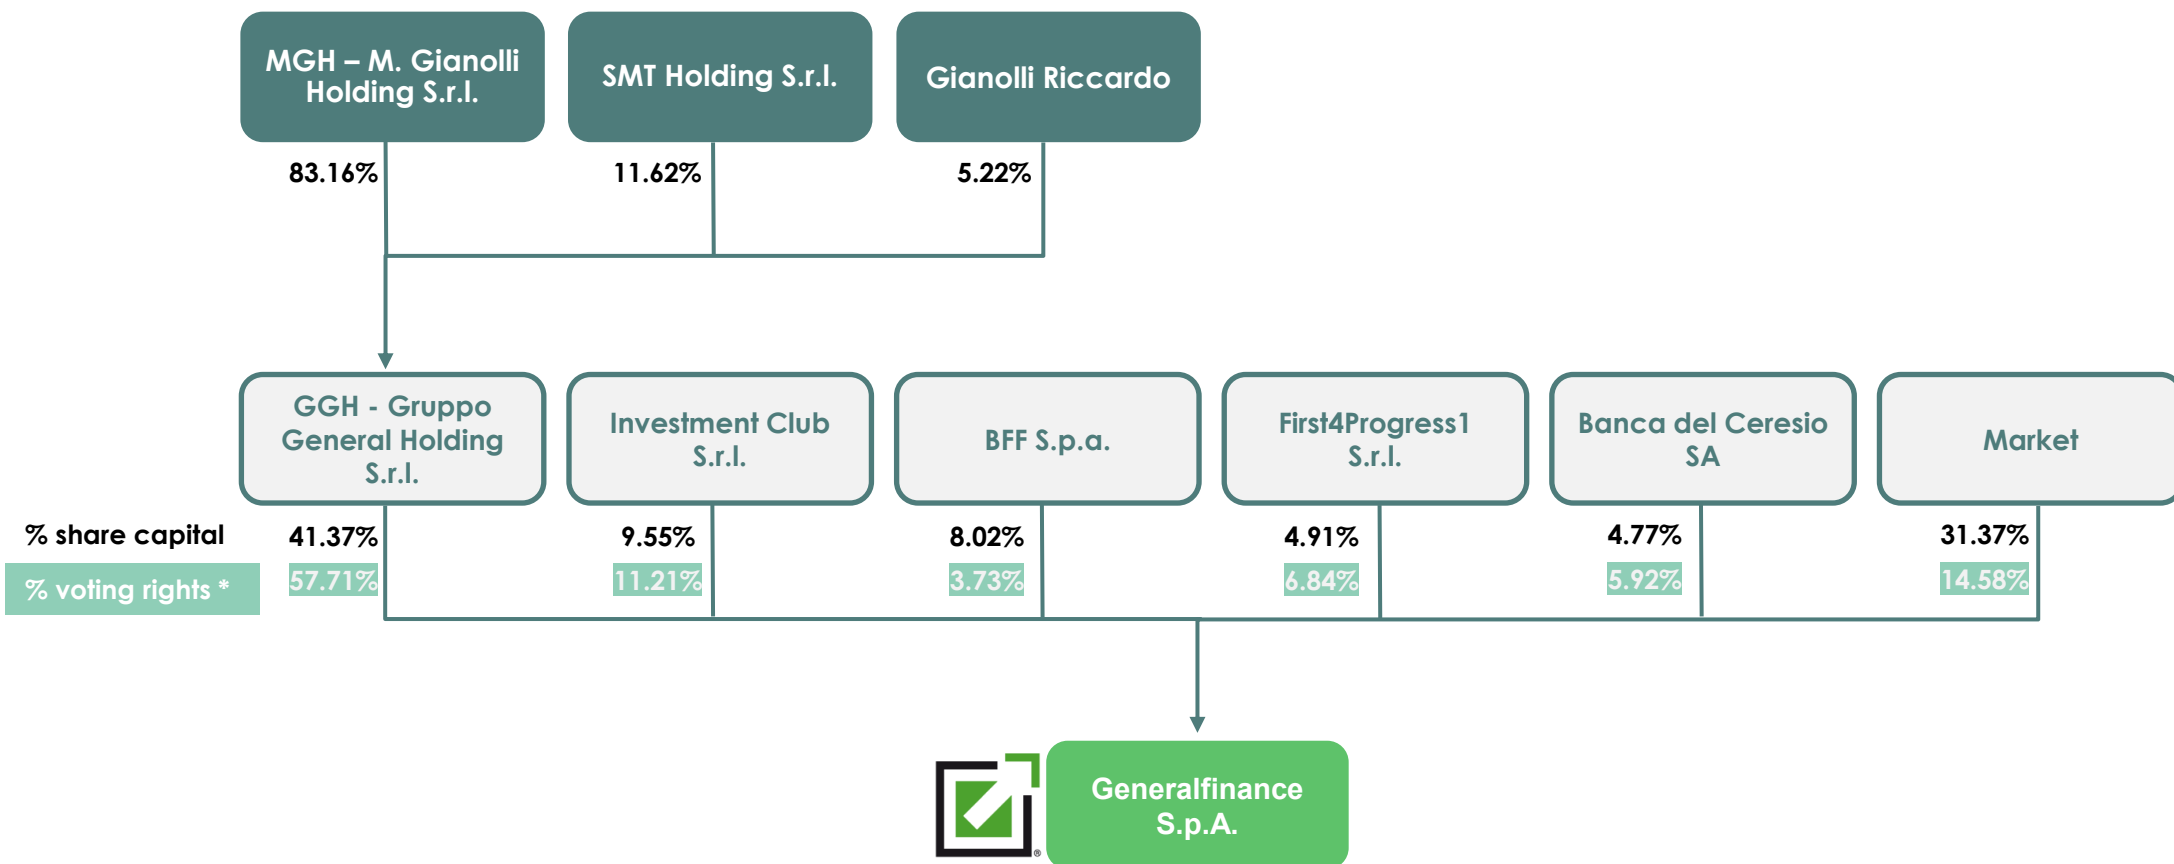 MGH – M. Gianolli
Holding S.r.l.
SMT Holding S.r.l.
Gianolli Riccardo
83.16%
11.62%
5.22%
GGH - Gruppo
General Holding
S.r.l.
Investment Club
S.r.l.
BFF S.p.a.
First4Progress1
S.r.l.
Banca del Ceresio
SA
Market
% share capital
41.37%
9.55%
8.02%
4.91%
4.77%
31.37%
% voting rights *
57.71%
11.21%
3.73%
6.84%
5.92%
14.58%
Generalfinance
S.p.A.
®